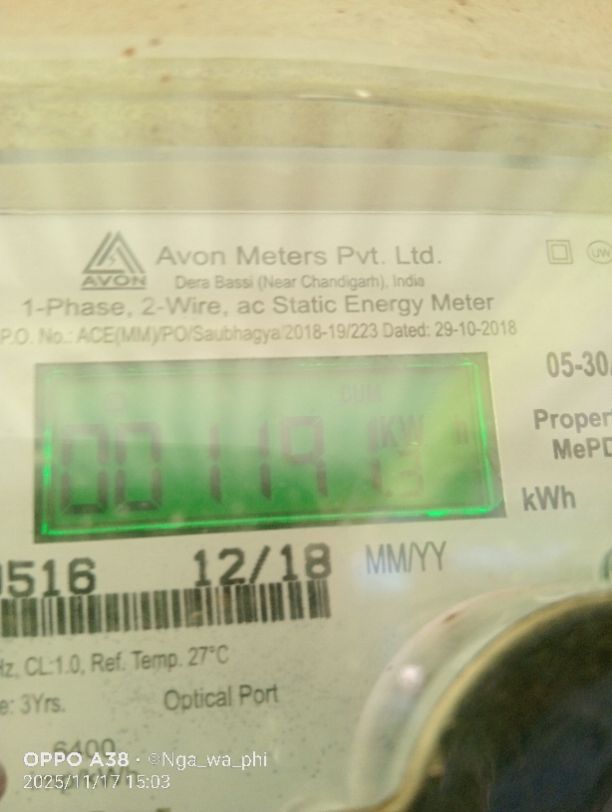 AVON
Avon Meters Pvt. Ltd.
Dera Bassi (Near Chandigarh), India
1-Phase, 2-Wire, ac Static Energy Meter
P.O. No.: ACE(MM)/PO/Saubhagya/2018-19/223 Dated: 29-10-2018
UW
05-30
CUM
KW h
Proper
MePD
kWh
516 12/18 MM/YY
Hz, CL:1.0, Ref. Temp. 27°C
e: 3Yrs. Optical Port
6400
OPPO A38 · ©Nga_wa_phi
2025/11/17 15:03